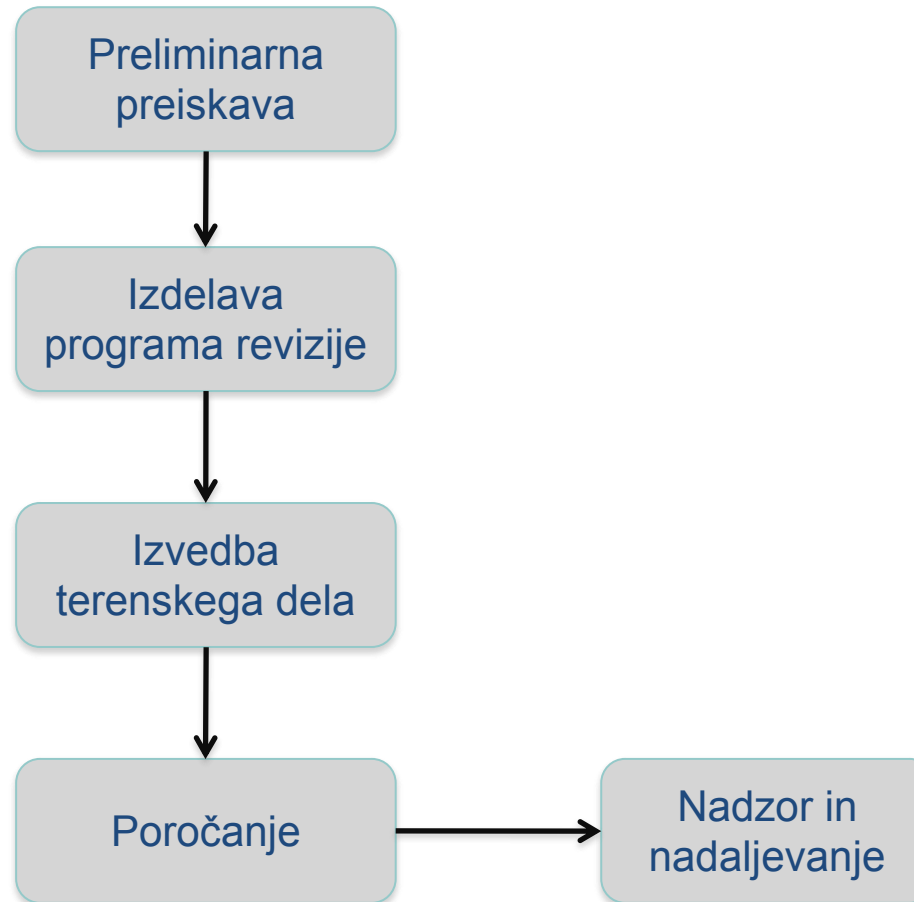 Preliminarna
preiskava
Izdelava
programa revizije
Izvedba
terenskega dela
Poročanje
Nadzor in
nadaljevanje